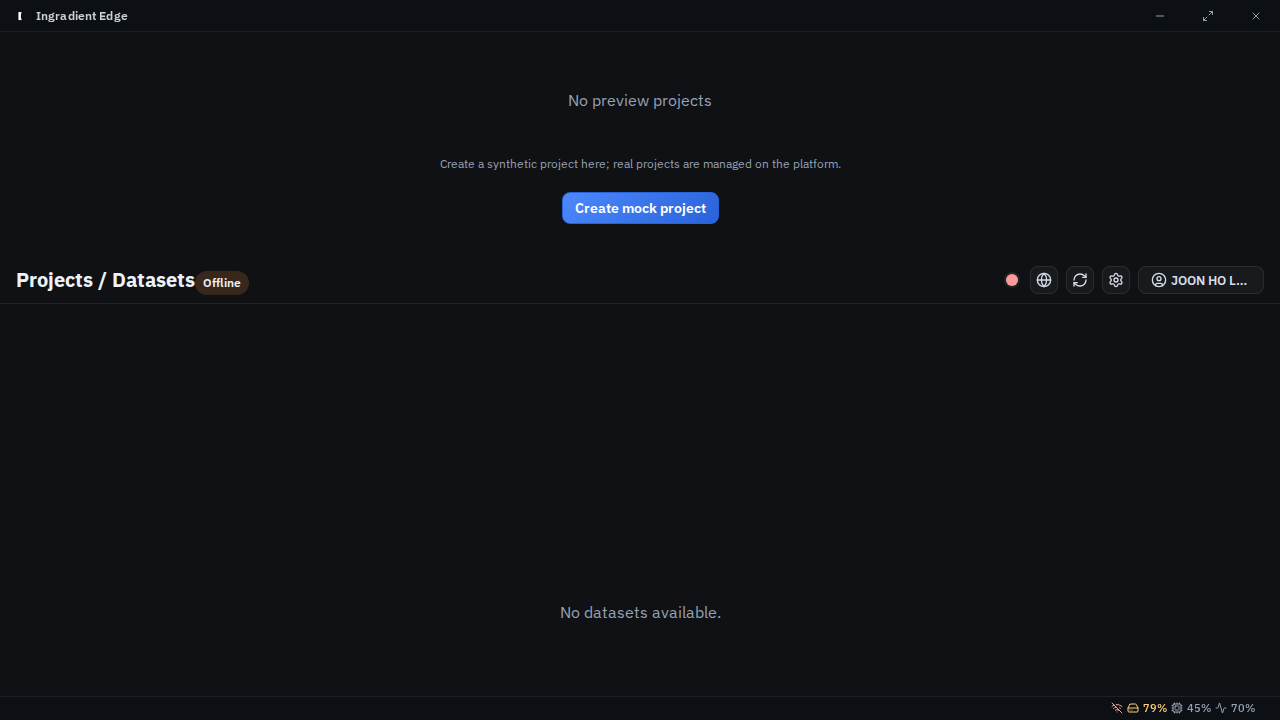 Ingradient Edge
No preview projects
Create a synthetic project here; real projects are managed on the platform.
Create mock project
Projects / Datasets Offline
JOON HO L...
No datasets available.
79% 45% 70%